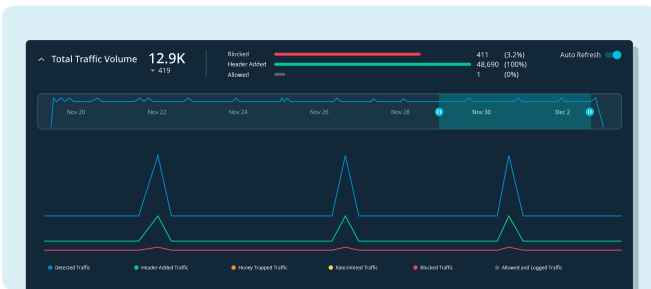 Total Traffic Volume
12.9K
419
Blocked 411 (3.2%)
Header Added 48,690 (100%)
Allowed 1 (0%)
Auto Refresh
Nov 20 Nov 22 Nov 24 Nov 26 Nov 28 Nov 30 Dec 2
Detected Traffic Header Added Traffic Honey Trapped Traffic Rate-limited Traffic Blocked Traffic Allowed and Logged Traffic